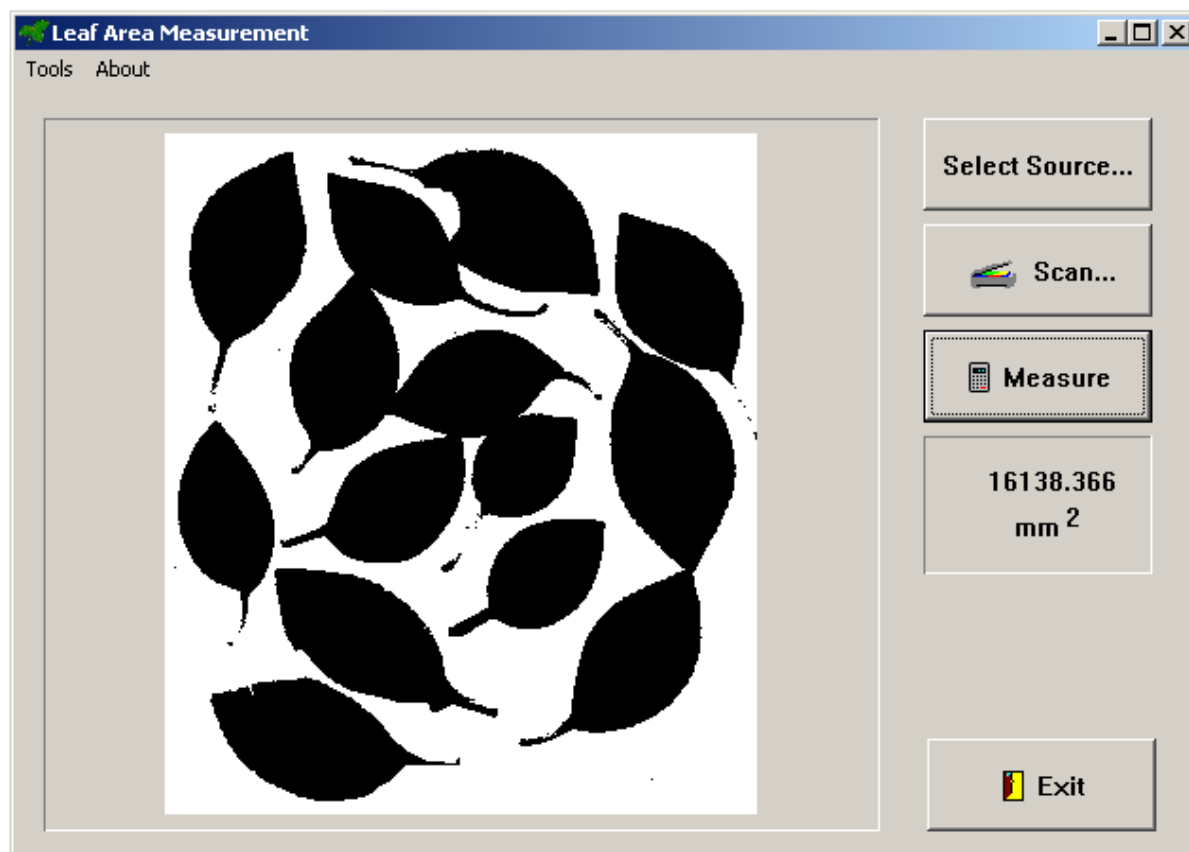 Leaf Area Measurement
Tools About
Select Source...
Scan...
Measure
16138.366
mm 2
Exit